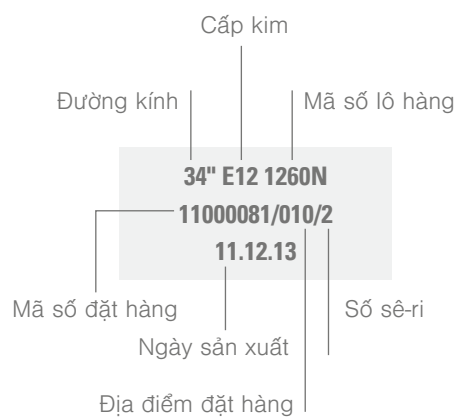 Cấp kim
Đường kính
Mã số lô hàng
34" E12 1260N
11000081/010/2
11.12.13
Mã số đặt hàng
Số sê-ri
Ngày sản xuất
Địa điểm đặt hàng